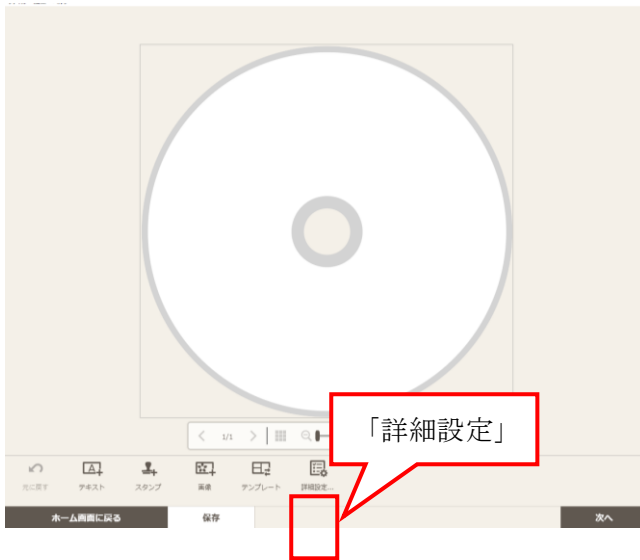 1/1
「詳細設定」
元に戻す
テキスト
スタンプ
画像
テンプレート
詳細設定...
ホーム画面に戻る
保存
次へ